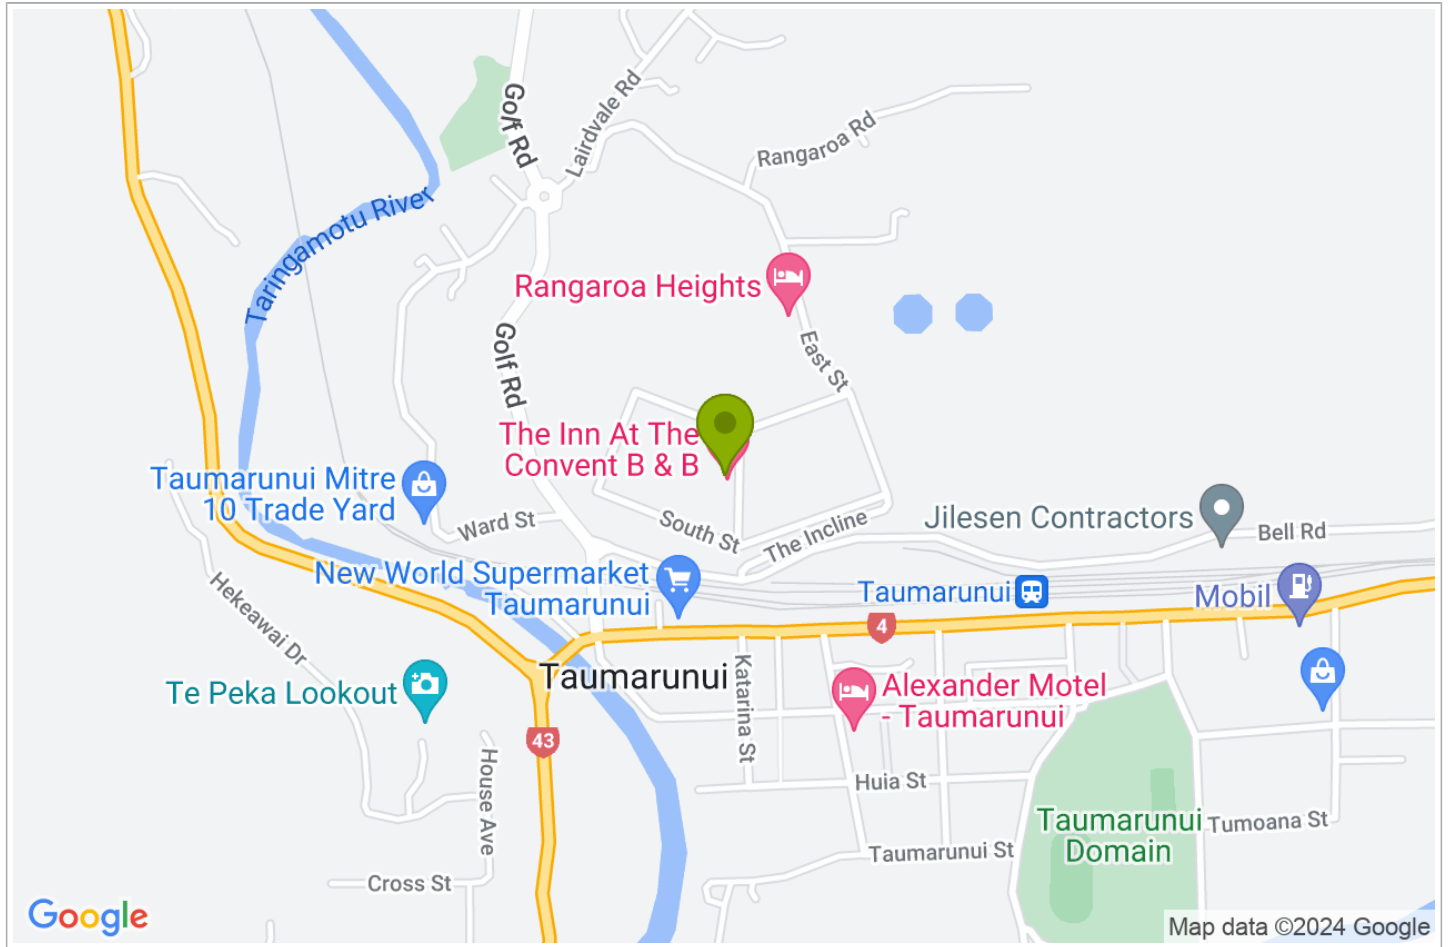 Golf Rd
Lairdvale Rd
Rangaroa Rd
Taringamotu River
Rangaroa Heights
East St
Golf Rd
The Inn At The
Convent B & B
Taumarunui Mitre
10 Trade Yard
Ward St
South St
The Incline
Jilesen Contractors
Bell Rd
New World Supermarket
Taumarunui
Taumarunui
Mobil
Hekeawai Dr
4
Taumarunui
Katarina St
Te Peka Lookout
Alexander Motel
- Taumarunui
43
House Ave
Huia St
Taumarunui
Domain
Tumoana St
Taumarunui St
Cross St
Google
Map data ©2024 Google